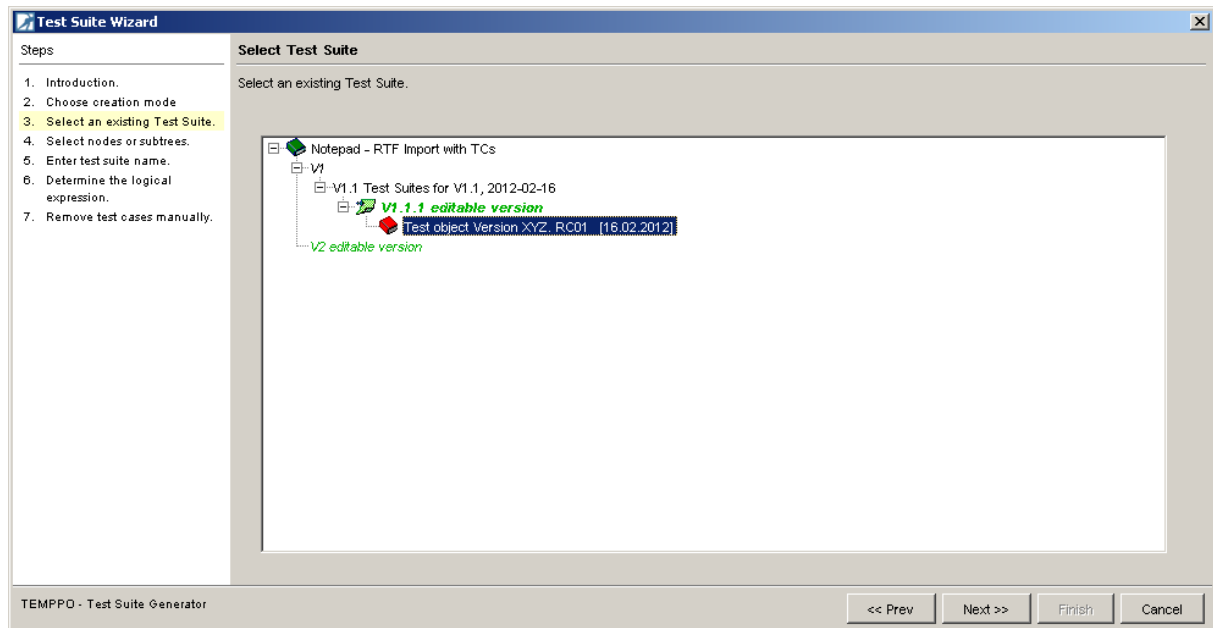 Test Suite Wizard
Steps
1. Introduction.
2. Choose creation mode
3. Select an existing Test Suite.
4. Select nodes or subtrees.
5. Enter test suite name.
6. Determine the logical
expression.
7. Remove test cases manually.
Select Test Suite
Select an existing Test Suite.
Notepad - RTF Import with TCs
V1
V1.1 Test Suites for V1.1, 2012-02-16
V1.1.1 editable version
Test object Version XYZ. RC01 [16.02.2012]
V2 editable version
TEMPPO - Test Suite Generator
<< Prev
Next >>
Finish
Cancel